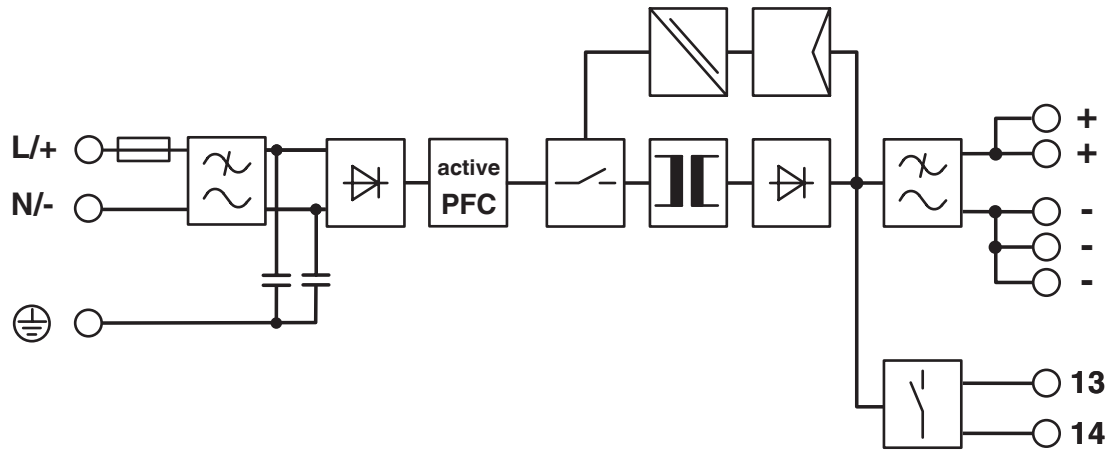 L/+
N/-
active
PFC
+
+
-
-
-
13
14